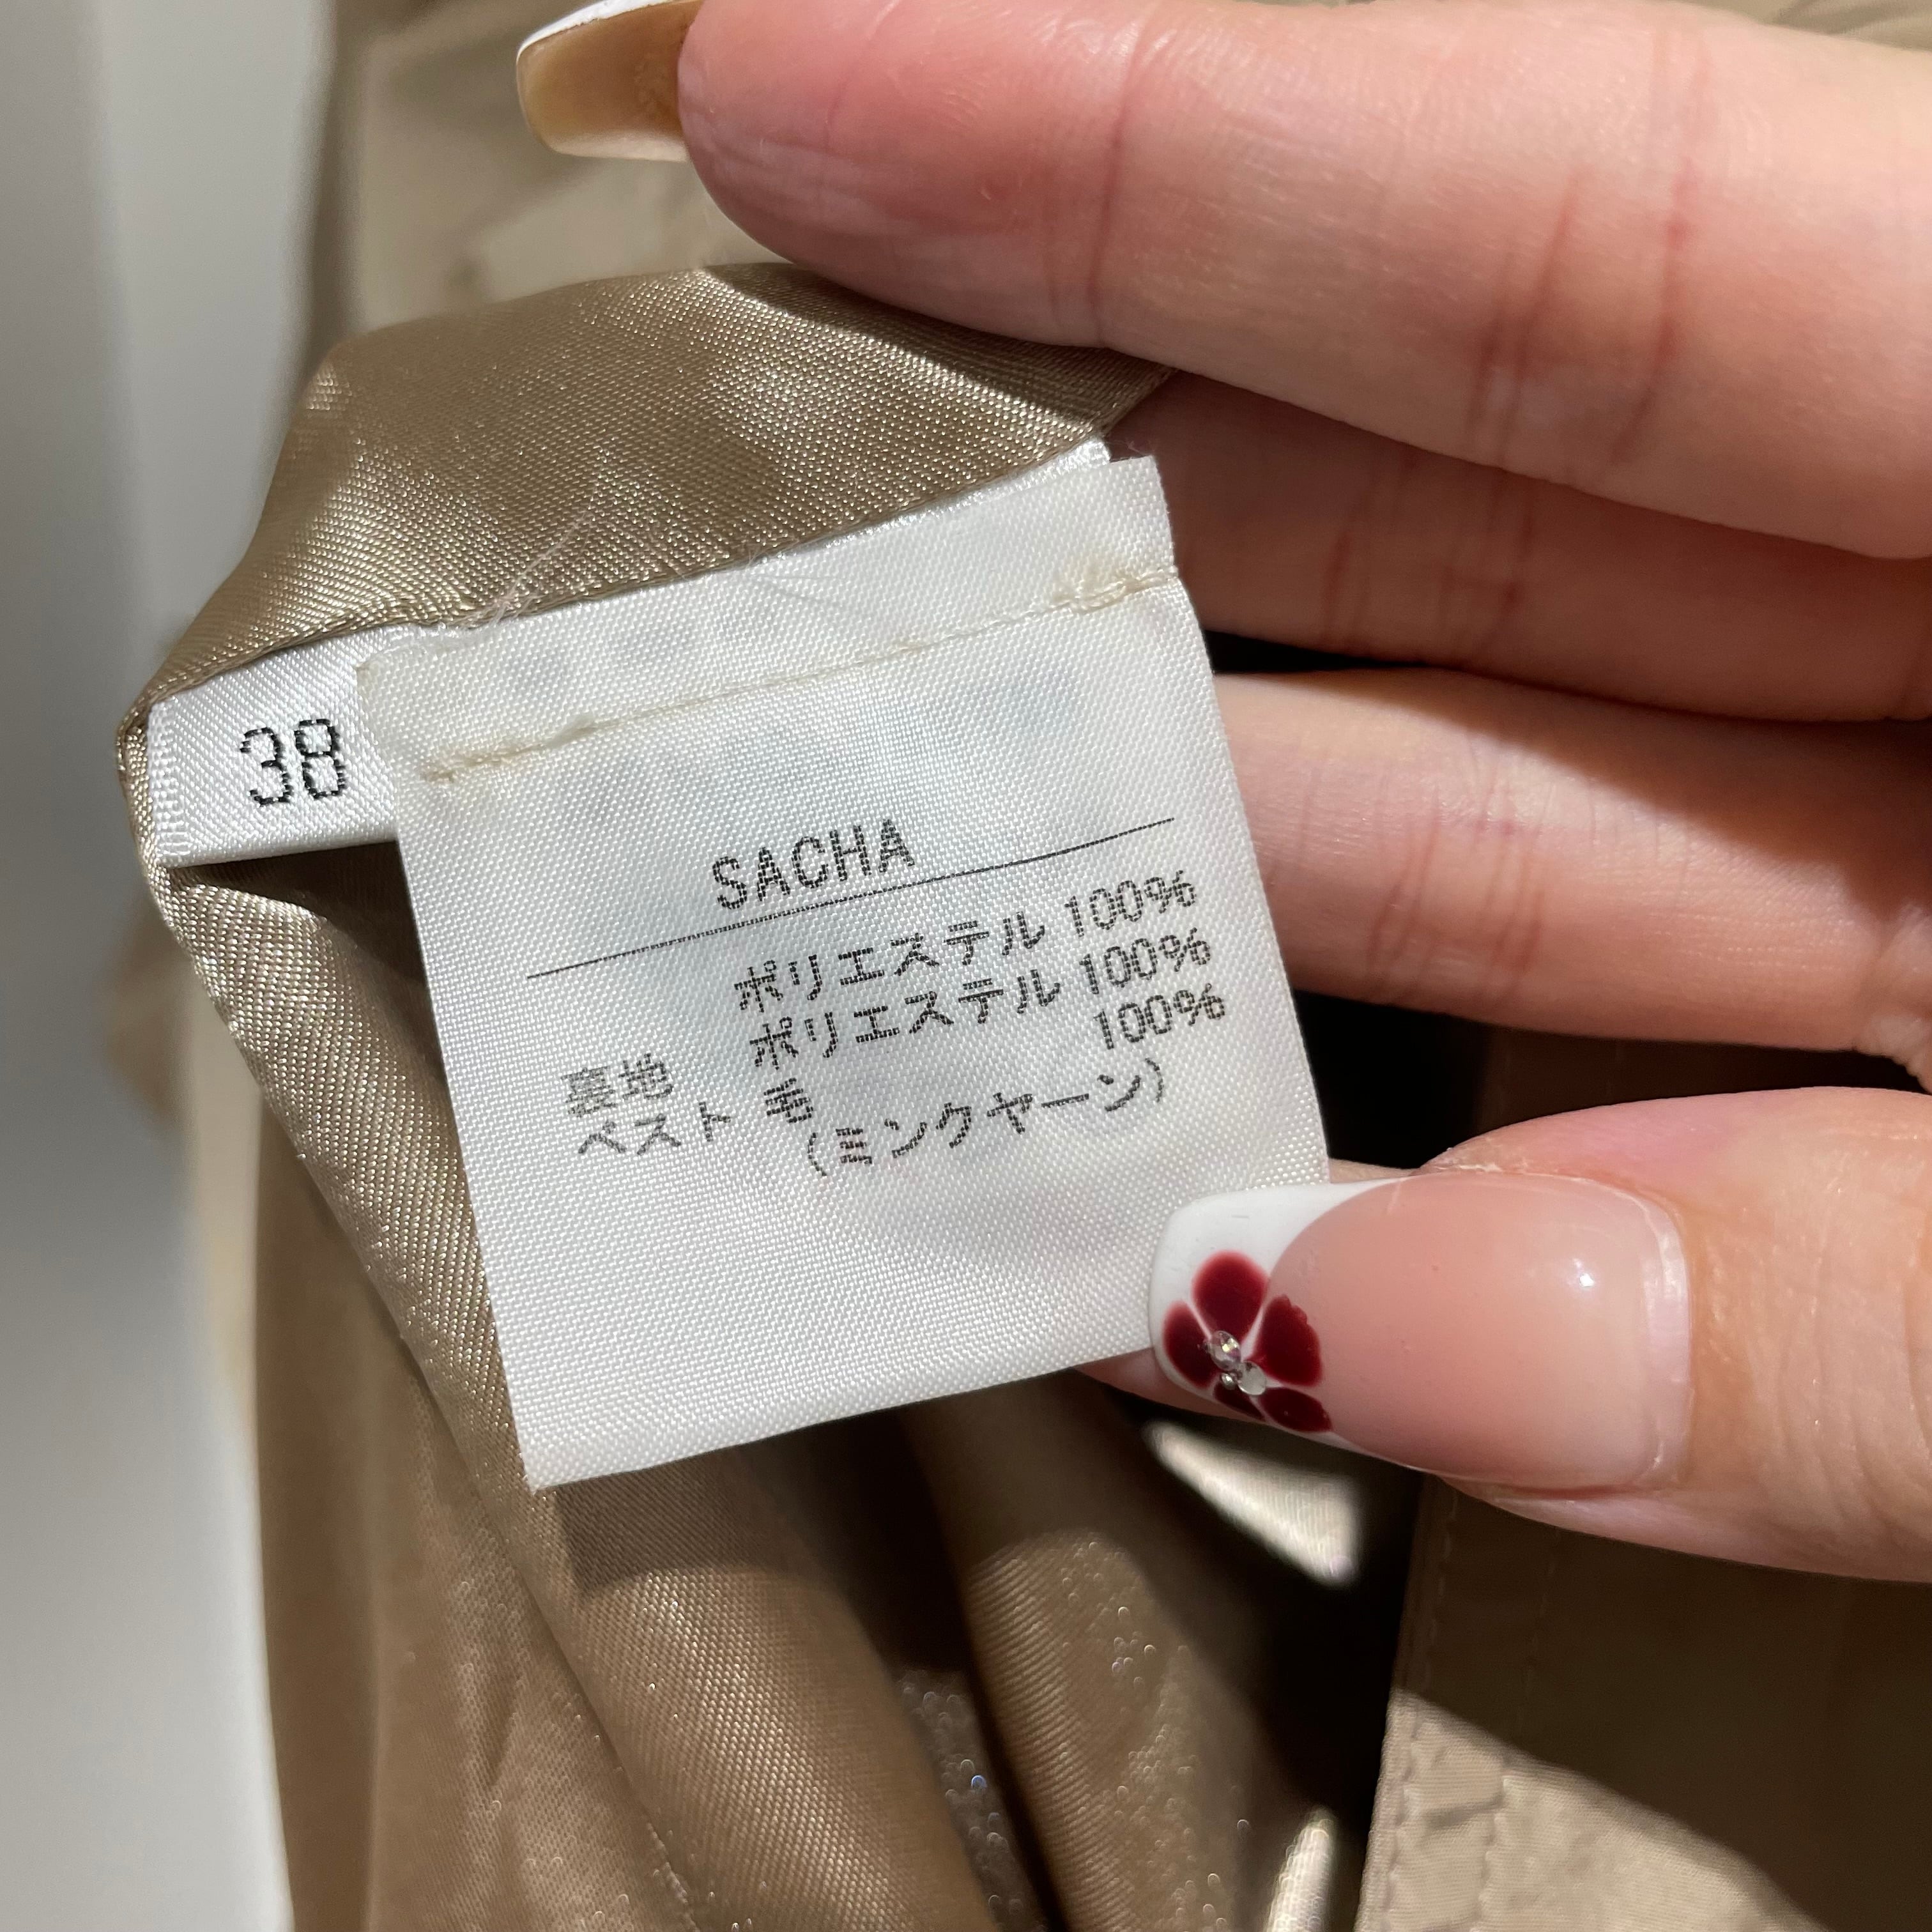 38
SACHA
ポリエステル 100%
裏地 ポリエステル 100%
ベスト 毛 100%
(ミンクヤーン)